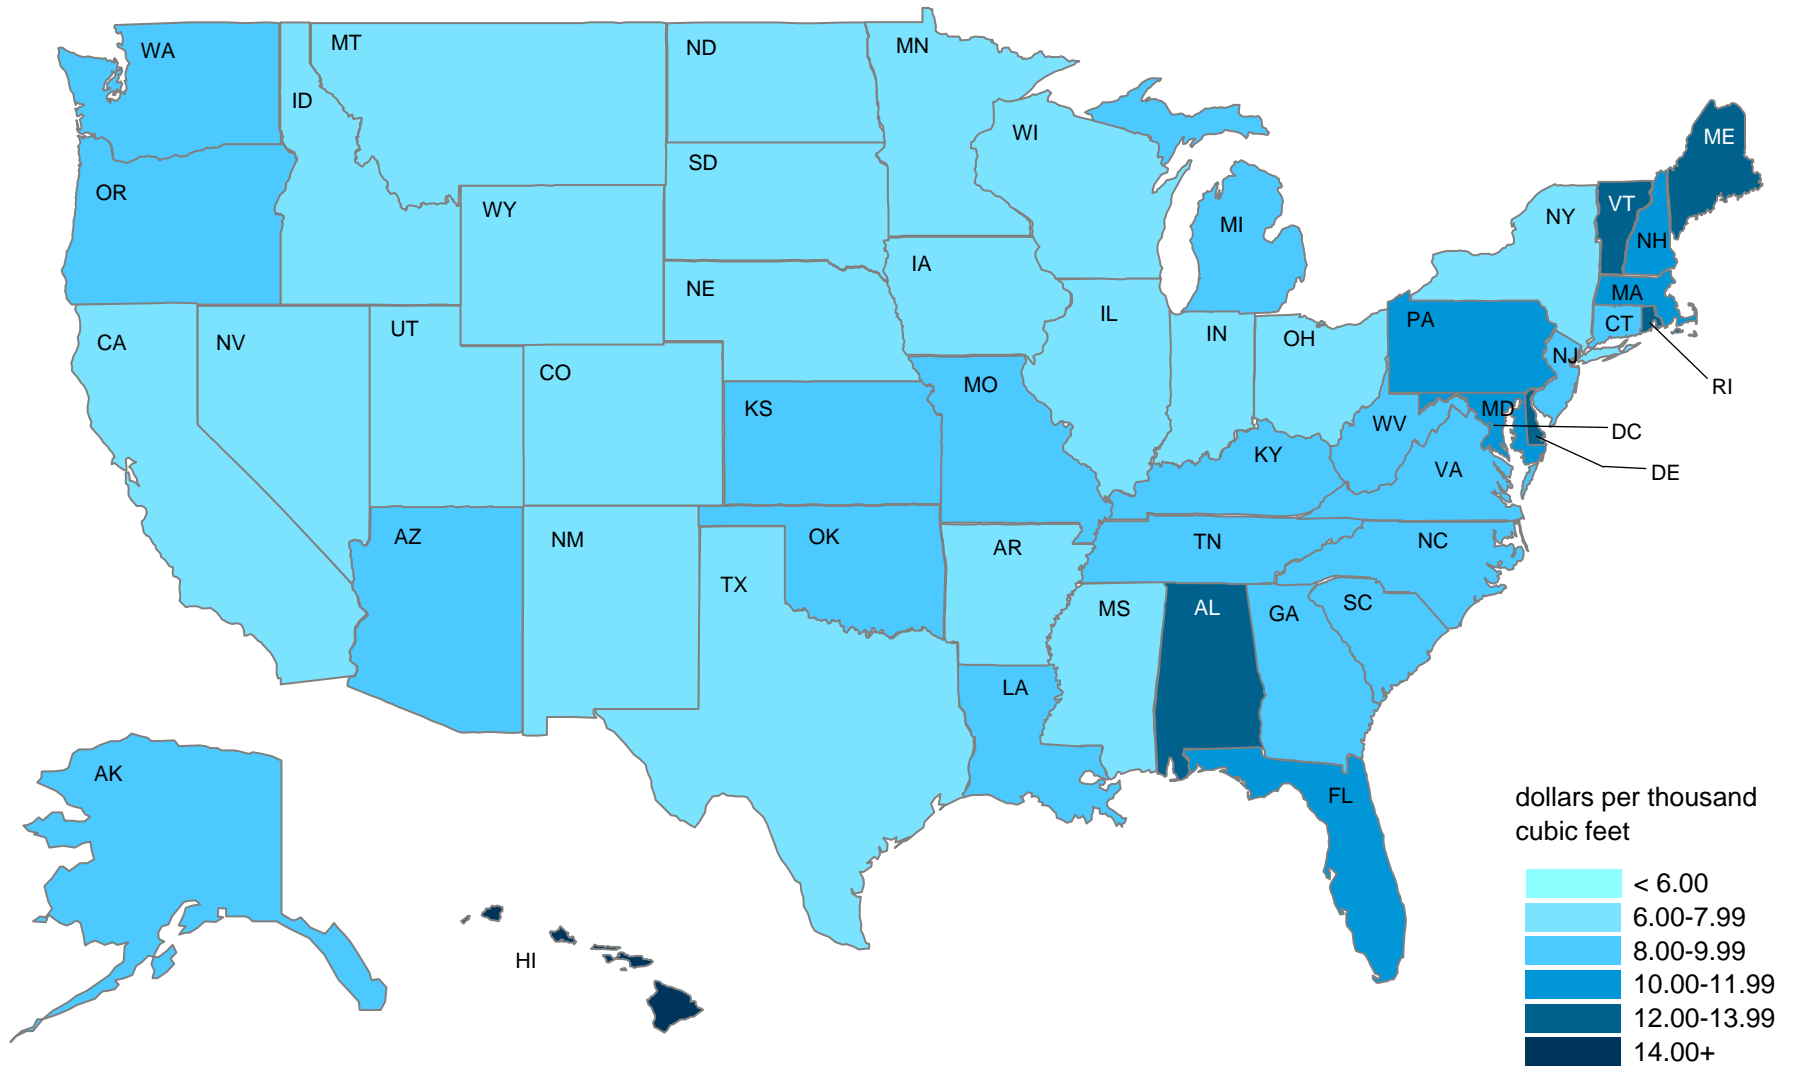 WA
MT
ND
MN
ID
WI
ME
SD
OR
WY
VT
NY
MI
NH
IA
NE
MA
IL
PA
CT
UT
IN
OH
CA
NV
NJ
CO
MO
RI
KS
MD
WV
DC
KY
VA
DE
AZ
NM
OK
AR
TN
NC
TX
MS
AL
GA
SC
LA
AK
FL
HI
dollars per thousand
cubic feet
< 6.00
6.00-7.99
8.00-9.99
10.00-11.99
12.00-13.99
14.00+